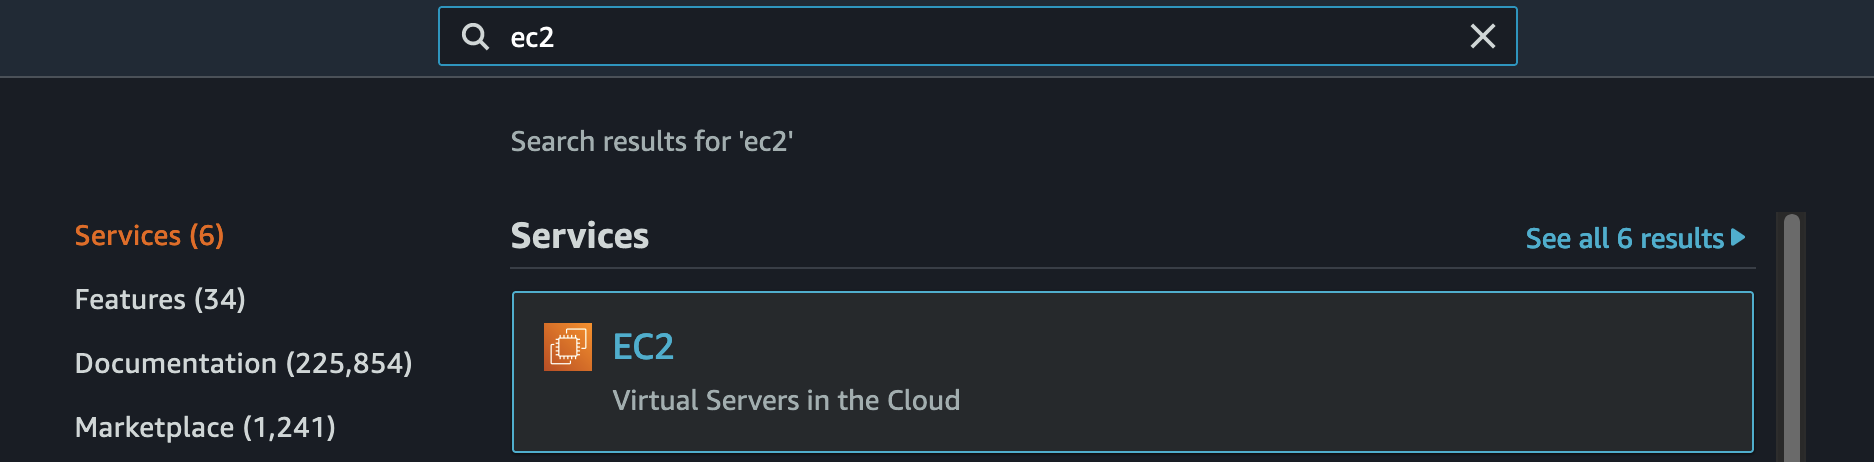 ec2
Search results for 'ec2'
Services (6)
Features (34)
Documentation (225,854)
Marketplace (1,241)
Services
See all 6 results
EC2
Virtual Servers in the Cloud